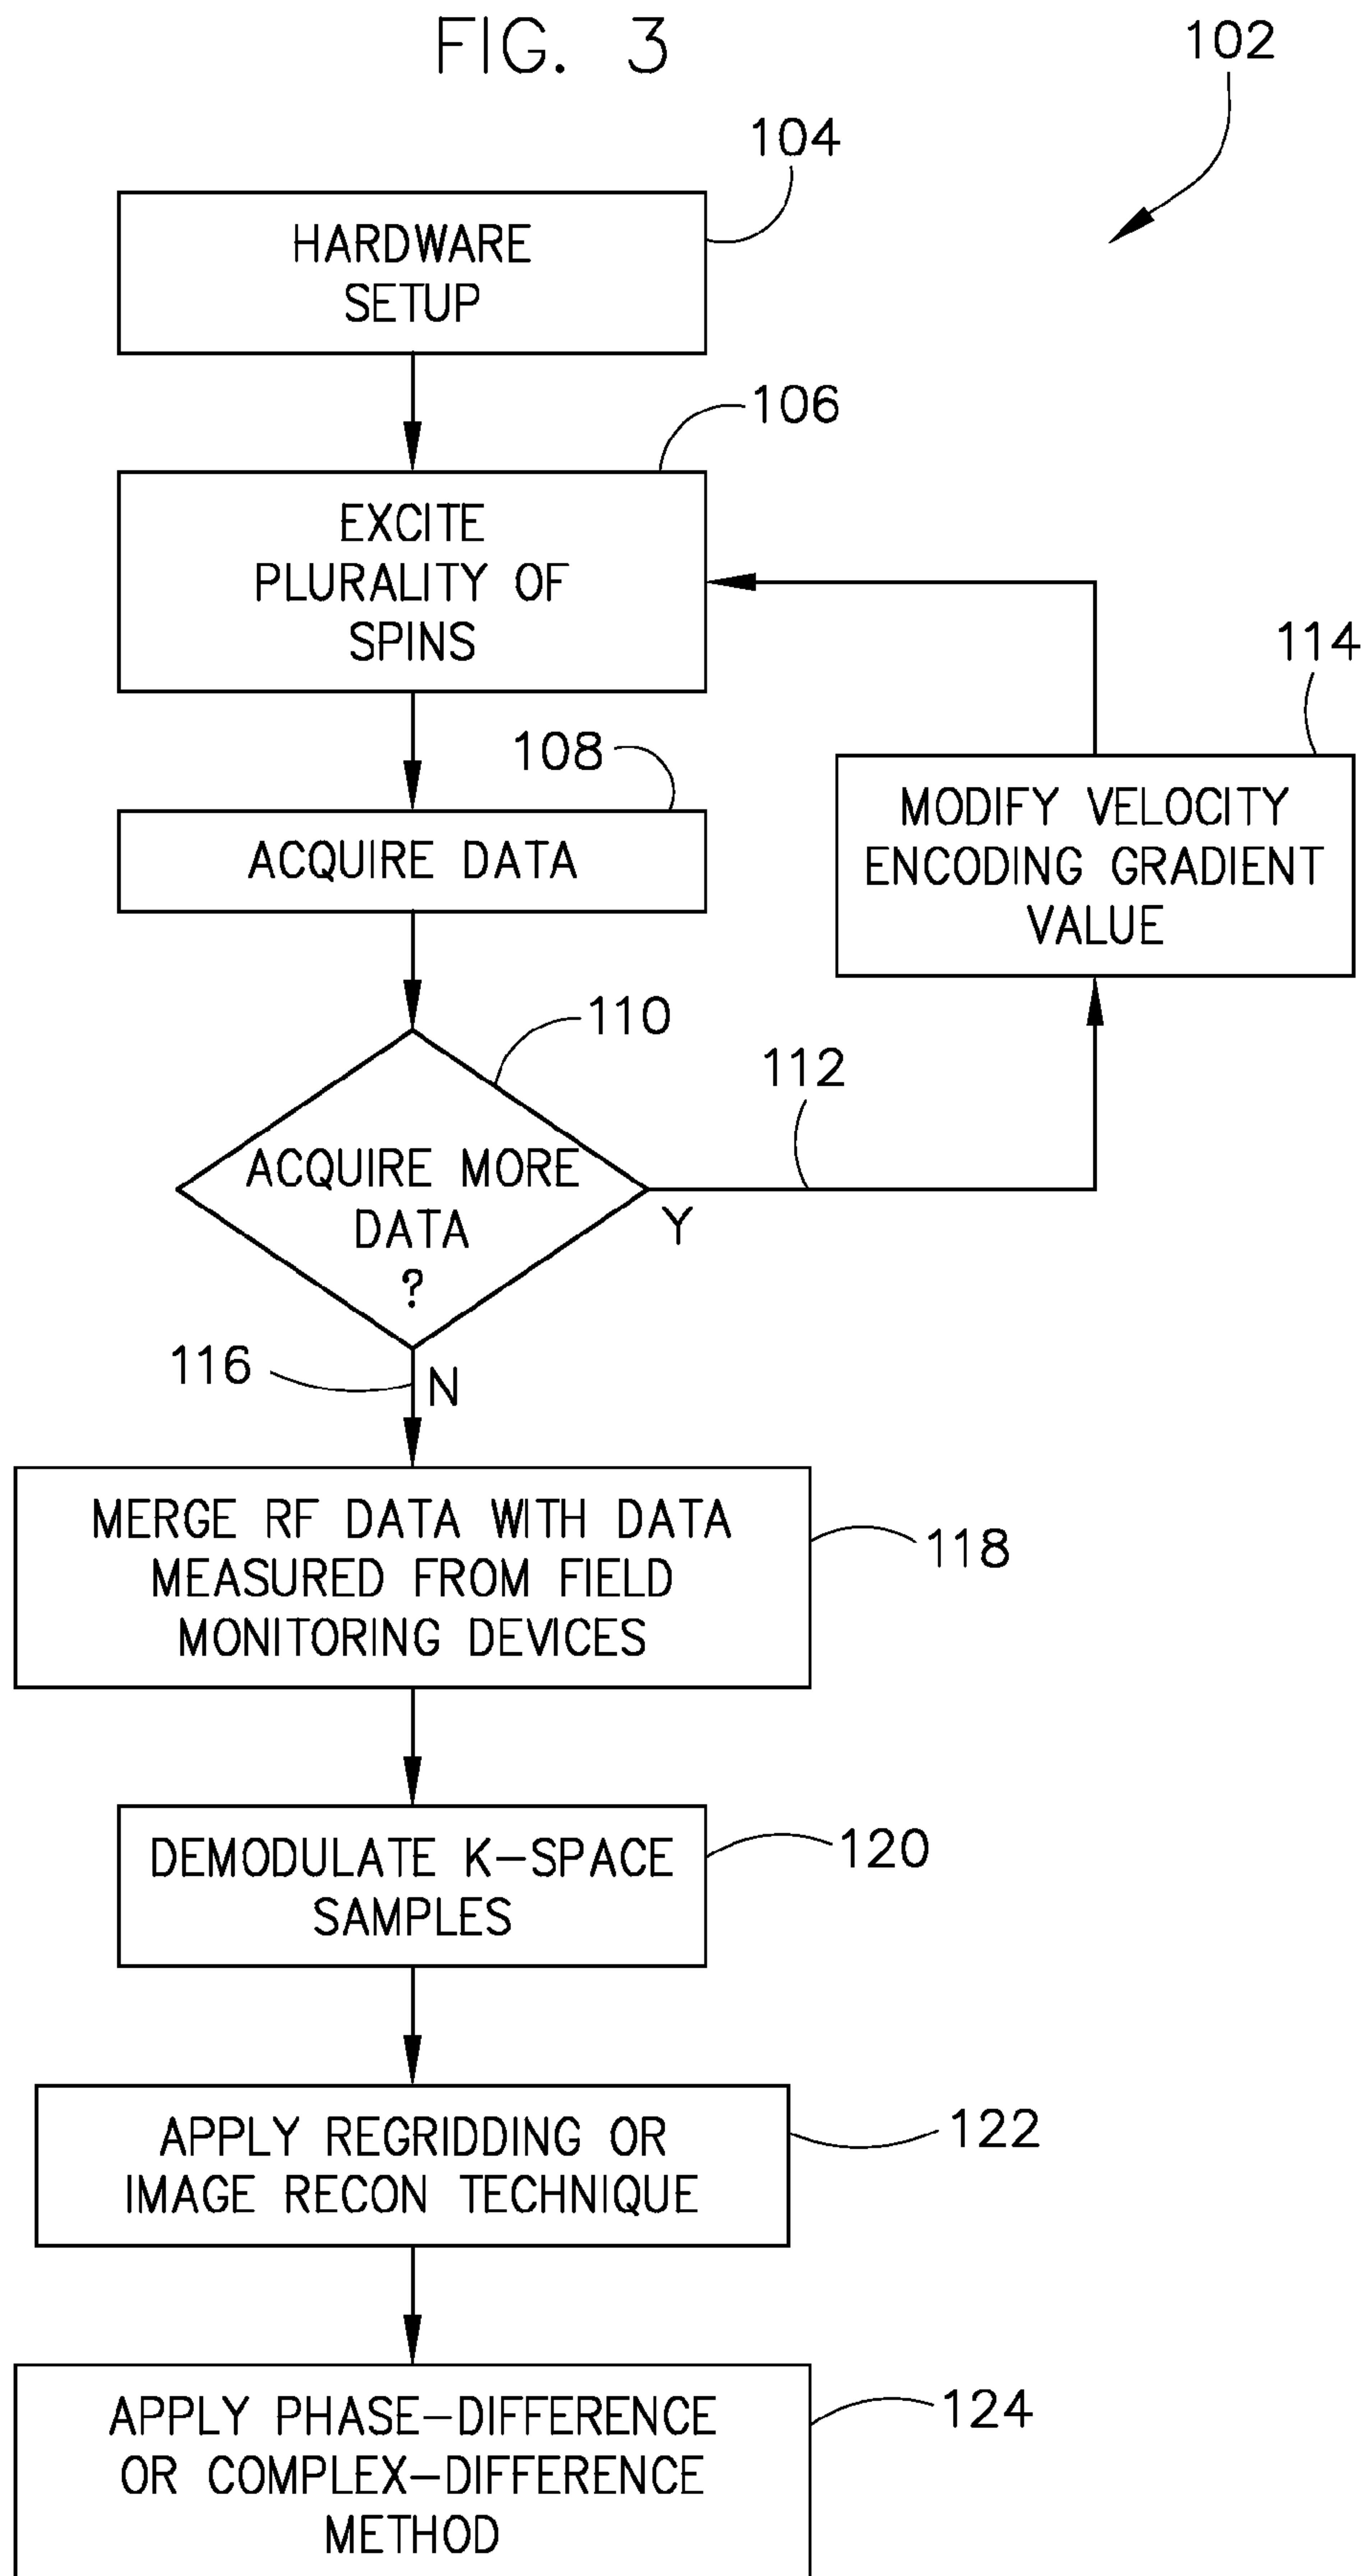 FIG. 3
102
104
HARDWARE
SETUP
106
EXCITE
PLURALITY OF
SPINS
114
108
MODIFY VELOCITY
ENCODING GRADIENT
VALUE
ACQUIRE DATA
110
112
ACQUIRE MORE
DATA
?
Y
116
N
MERGE RF DATA WITH DATA
MEASURED FROM FIELD
MONITORING DEVICES
118
DEMODULATE K-SPACE
SAMPLES
120
APPLY REGRIDDING OR
IMAGE RECON TECHNIQUE
122
APPLY PHASE-DIFFERENCE
OR COMPLEX-DIFFERENCE
METHOD
124